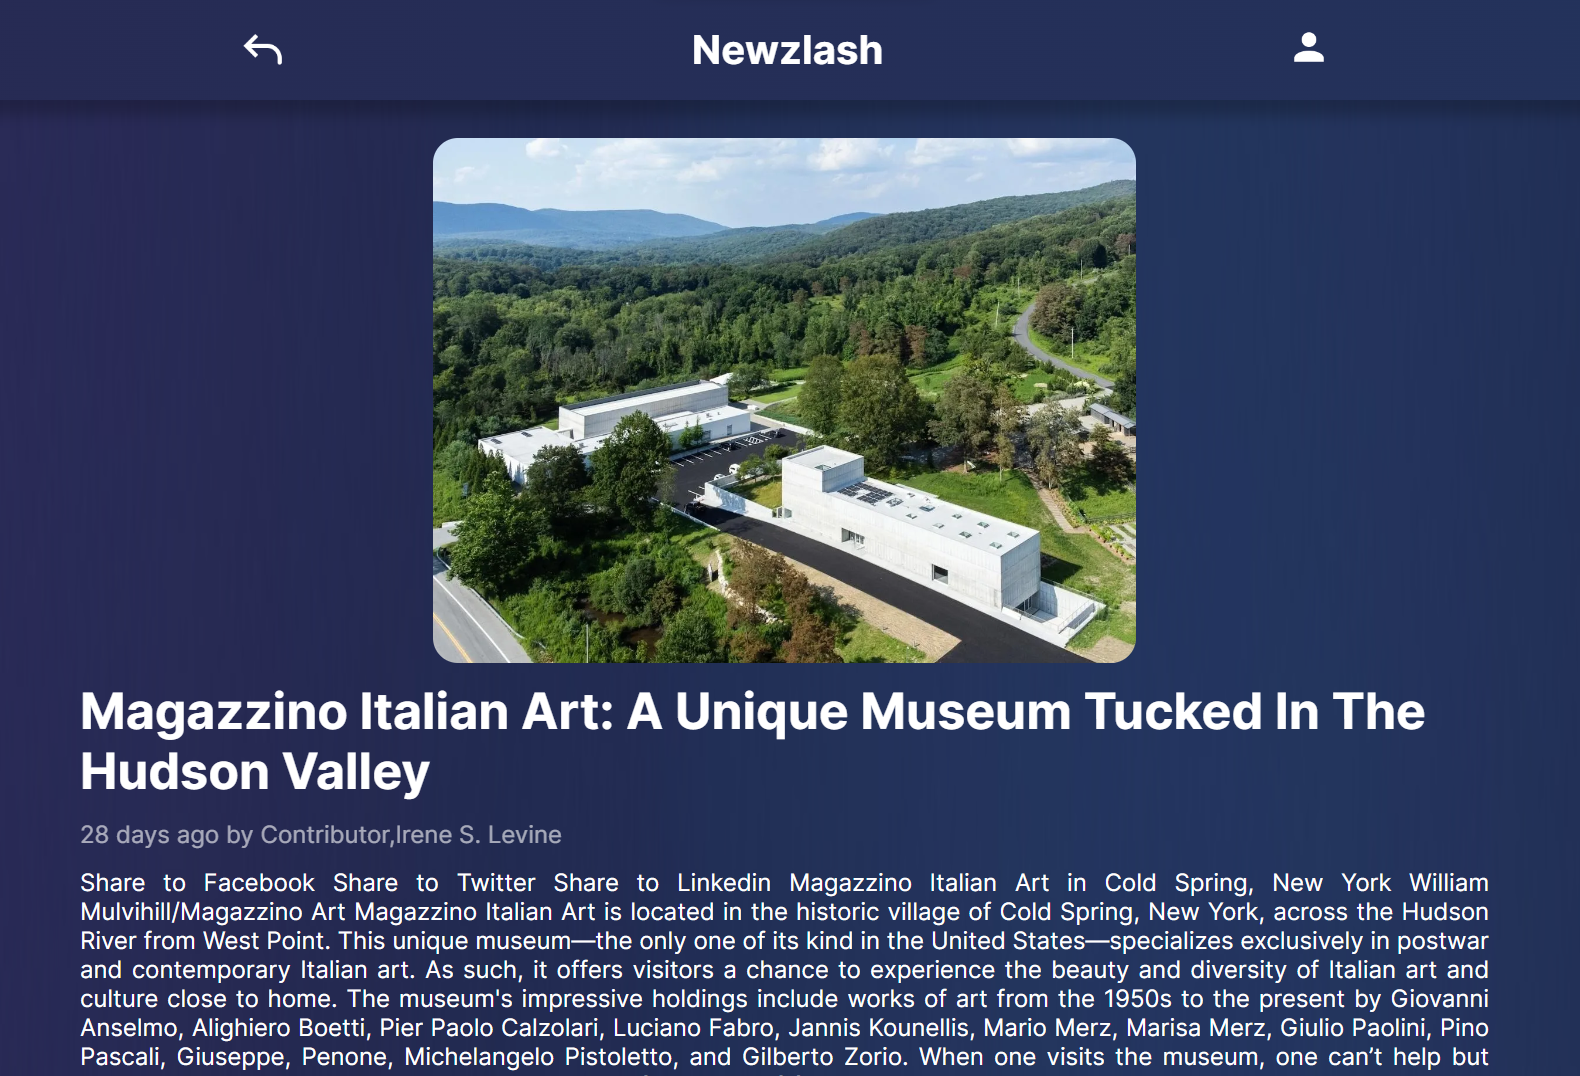 Newzlash
Magazzino Italian Art: A Unique Museum Tucked In The
Hudson Valley
28 days ago by Contributor,Irene S. Levine
Share to Facebook Share to Twitter Share to Linkedin Magazzino Italian Art in Cold Spring, New York William
Mulvihill/Magazzino Art Magazzino Italian Art is located in the historic village of Cold Spring, New York, across the Hudson
River from West Point. This unique museum—the only one of its kind in the United States—specializes exclusively in postwar
and contemporary Italian art. As such, it offers visitors a chance to experience the beauty and diversity of Italian art and
culture close to home. The museum's impressive holdings include works of art from the 1950s to the present by Giovanni
Anselmo, Alighiero Boetti, Pier Paolo Calzolari, Luciano Fabro, Jannis Kounellis, Mario Merz, Marisa Merz, Giulio Paolini, Pino
Pascali, Giuseppe, Penone, Michelangelo Pistoletto, and Gilberto Zorio. When one visits the museum, one can’t help but